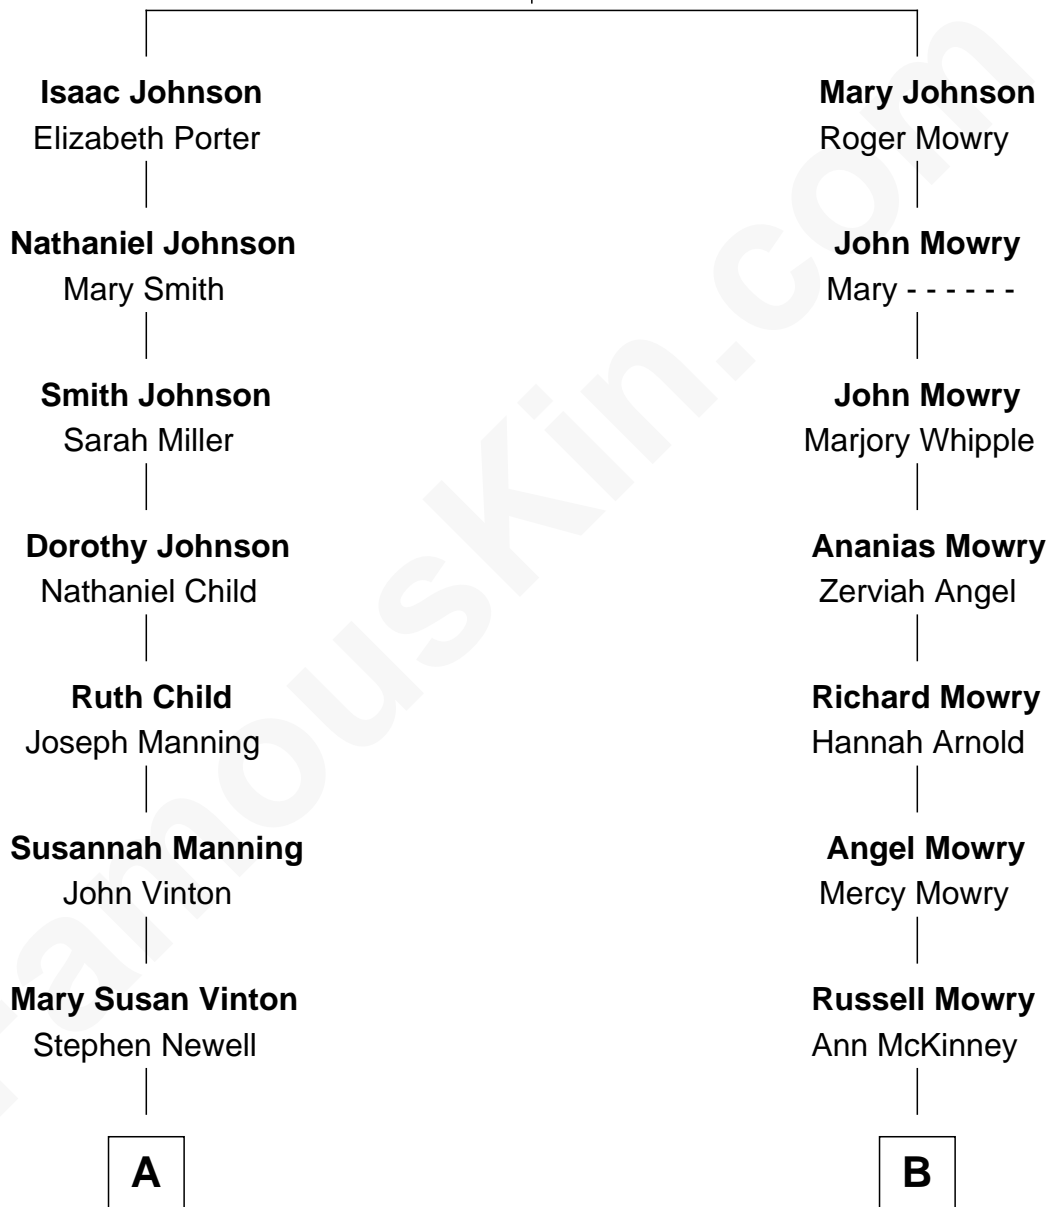 Isaac Johnson
Elizabeth Porter
Nathaniel Johnson
Mary Smith
Smith Johnson
Sarah Miller
Dorothy Johnson
Nathaniel Child
Ruth Child
Joseph Manning
Susannah Manning
John Vinton
Mary Susan Vinton
Stephen Newell
A
Mary Johnson
Roger Mowry
John Mowry
Mary - - - - - -
John Mowry
Marjory Whipple
Ananias Mowry
Zerviah Angel
Richard Mowry
Hannah Arnold
Angel Mowry
Mercy Mowry
Russell Mowry
Ann McKinney
B
FamousKin.com